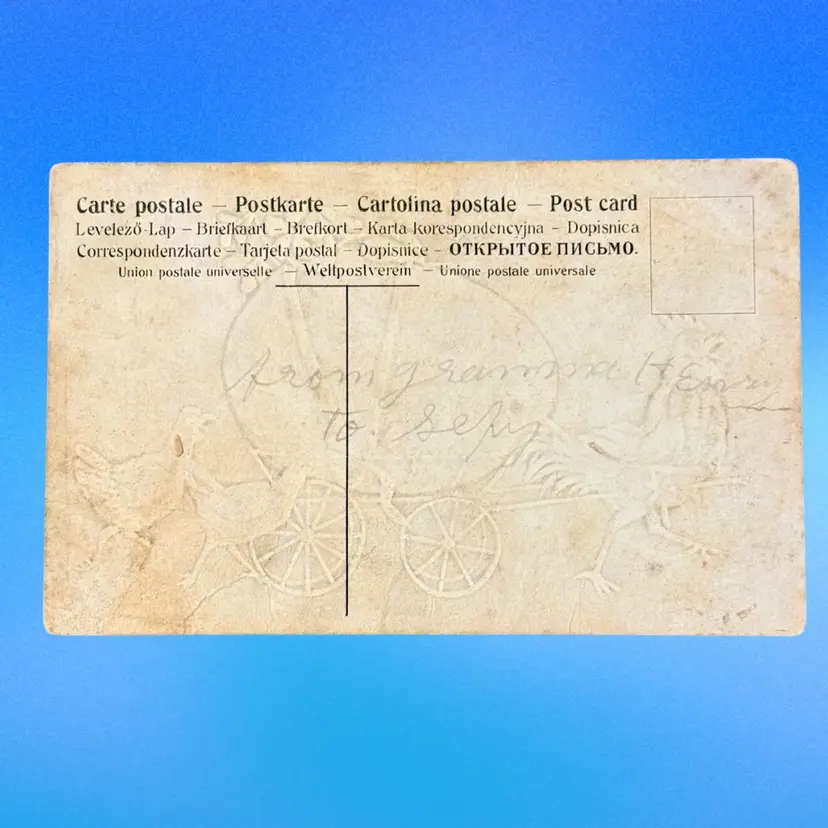 Carte postale — Postkarte — Cartolina postale — Post card
Levelező-Lap – Briefkaart – Brefkort – Karta korespondencyjna – Dopisnica
Correspondenzkarte – Tarjeta postal – Dopisnice – ОТКРЫТОЕ ПИСЬМО.
Union postale universelle — Weltpostverein — Unione postale universale
from gramma Henry
to